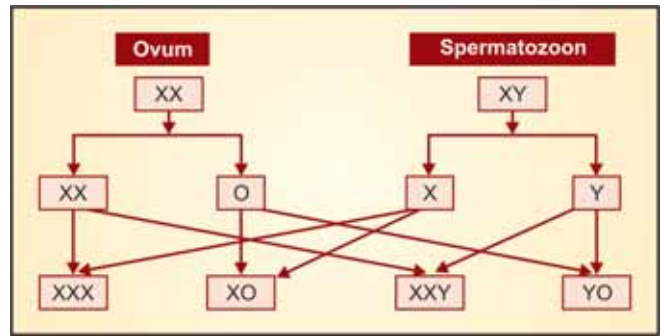 Ovum Spermatozoon
XX XY
XX O X Y
XXX XO XXY YO